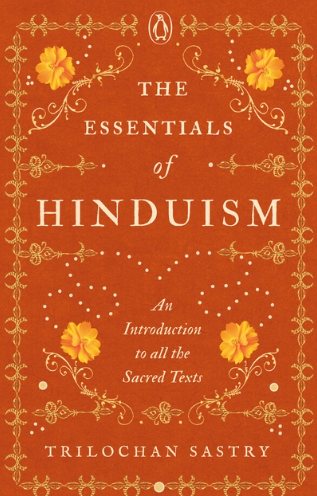 THE
ESSENTIALS
of
HINDUISM
An
Introduction
to all the
Sacred Texts
TRILOCHAN SASTRY